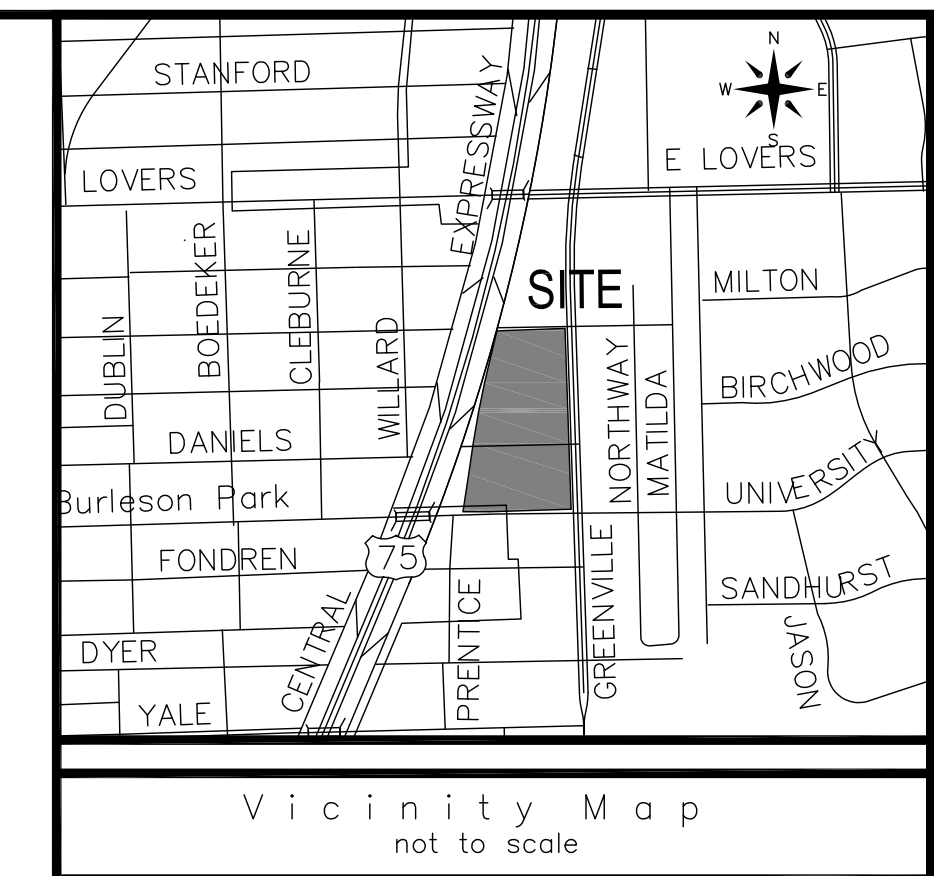 N
STANFORD
EXPRESSWAY
W
E
S
E LOVERS
LOVERS
BOEDEKER
CLEBURNE
SITE
MILTON
DUBLIN
WILLARD
NORTHWAY
MATILDA
BIRCHWOOD
DANIELS
UNIVERSITY
Burleson Park
FONDREN
75
GREENVILLE
SANDHURST
CENTRAL
PRENTICE
DYER
JASON
YALE
Vicinity Map
not to scale